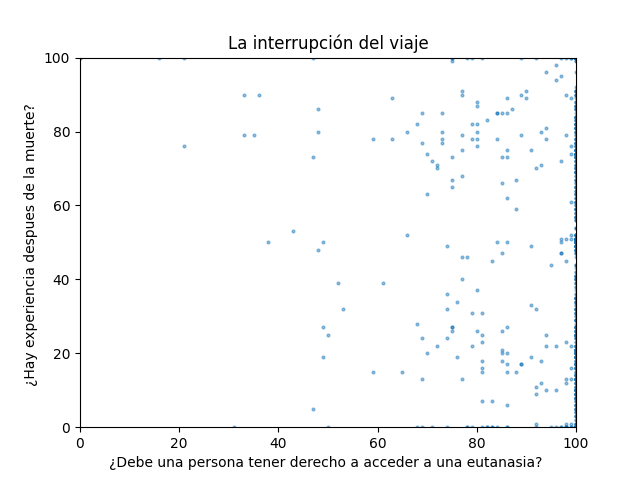 La interrupción del viaje
100
80
60
40
20
0
¿Hay experiencia despues de la muerte?
0 20 40 60 80 100
¿Debe una persona tener derecho a acceder a una eutanasia?